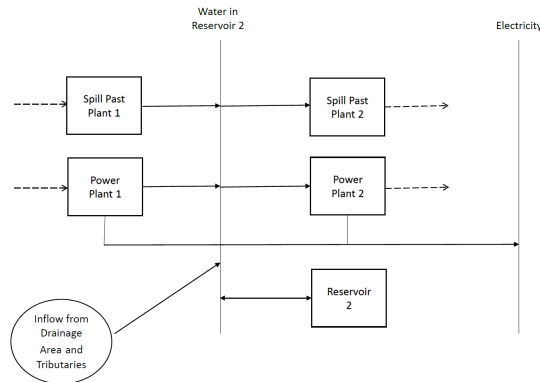 Water in
Reservoir 2
Electricity
Spill Past
Plant 1
Spill Past
Plant 2
Power
Plant 1
Power
Plant 2
Reservoir
2
Inflow from
Drainage
Area and
Tributaries